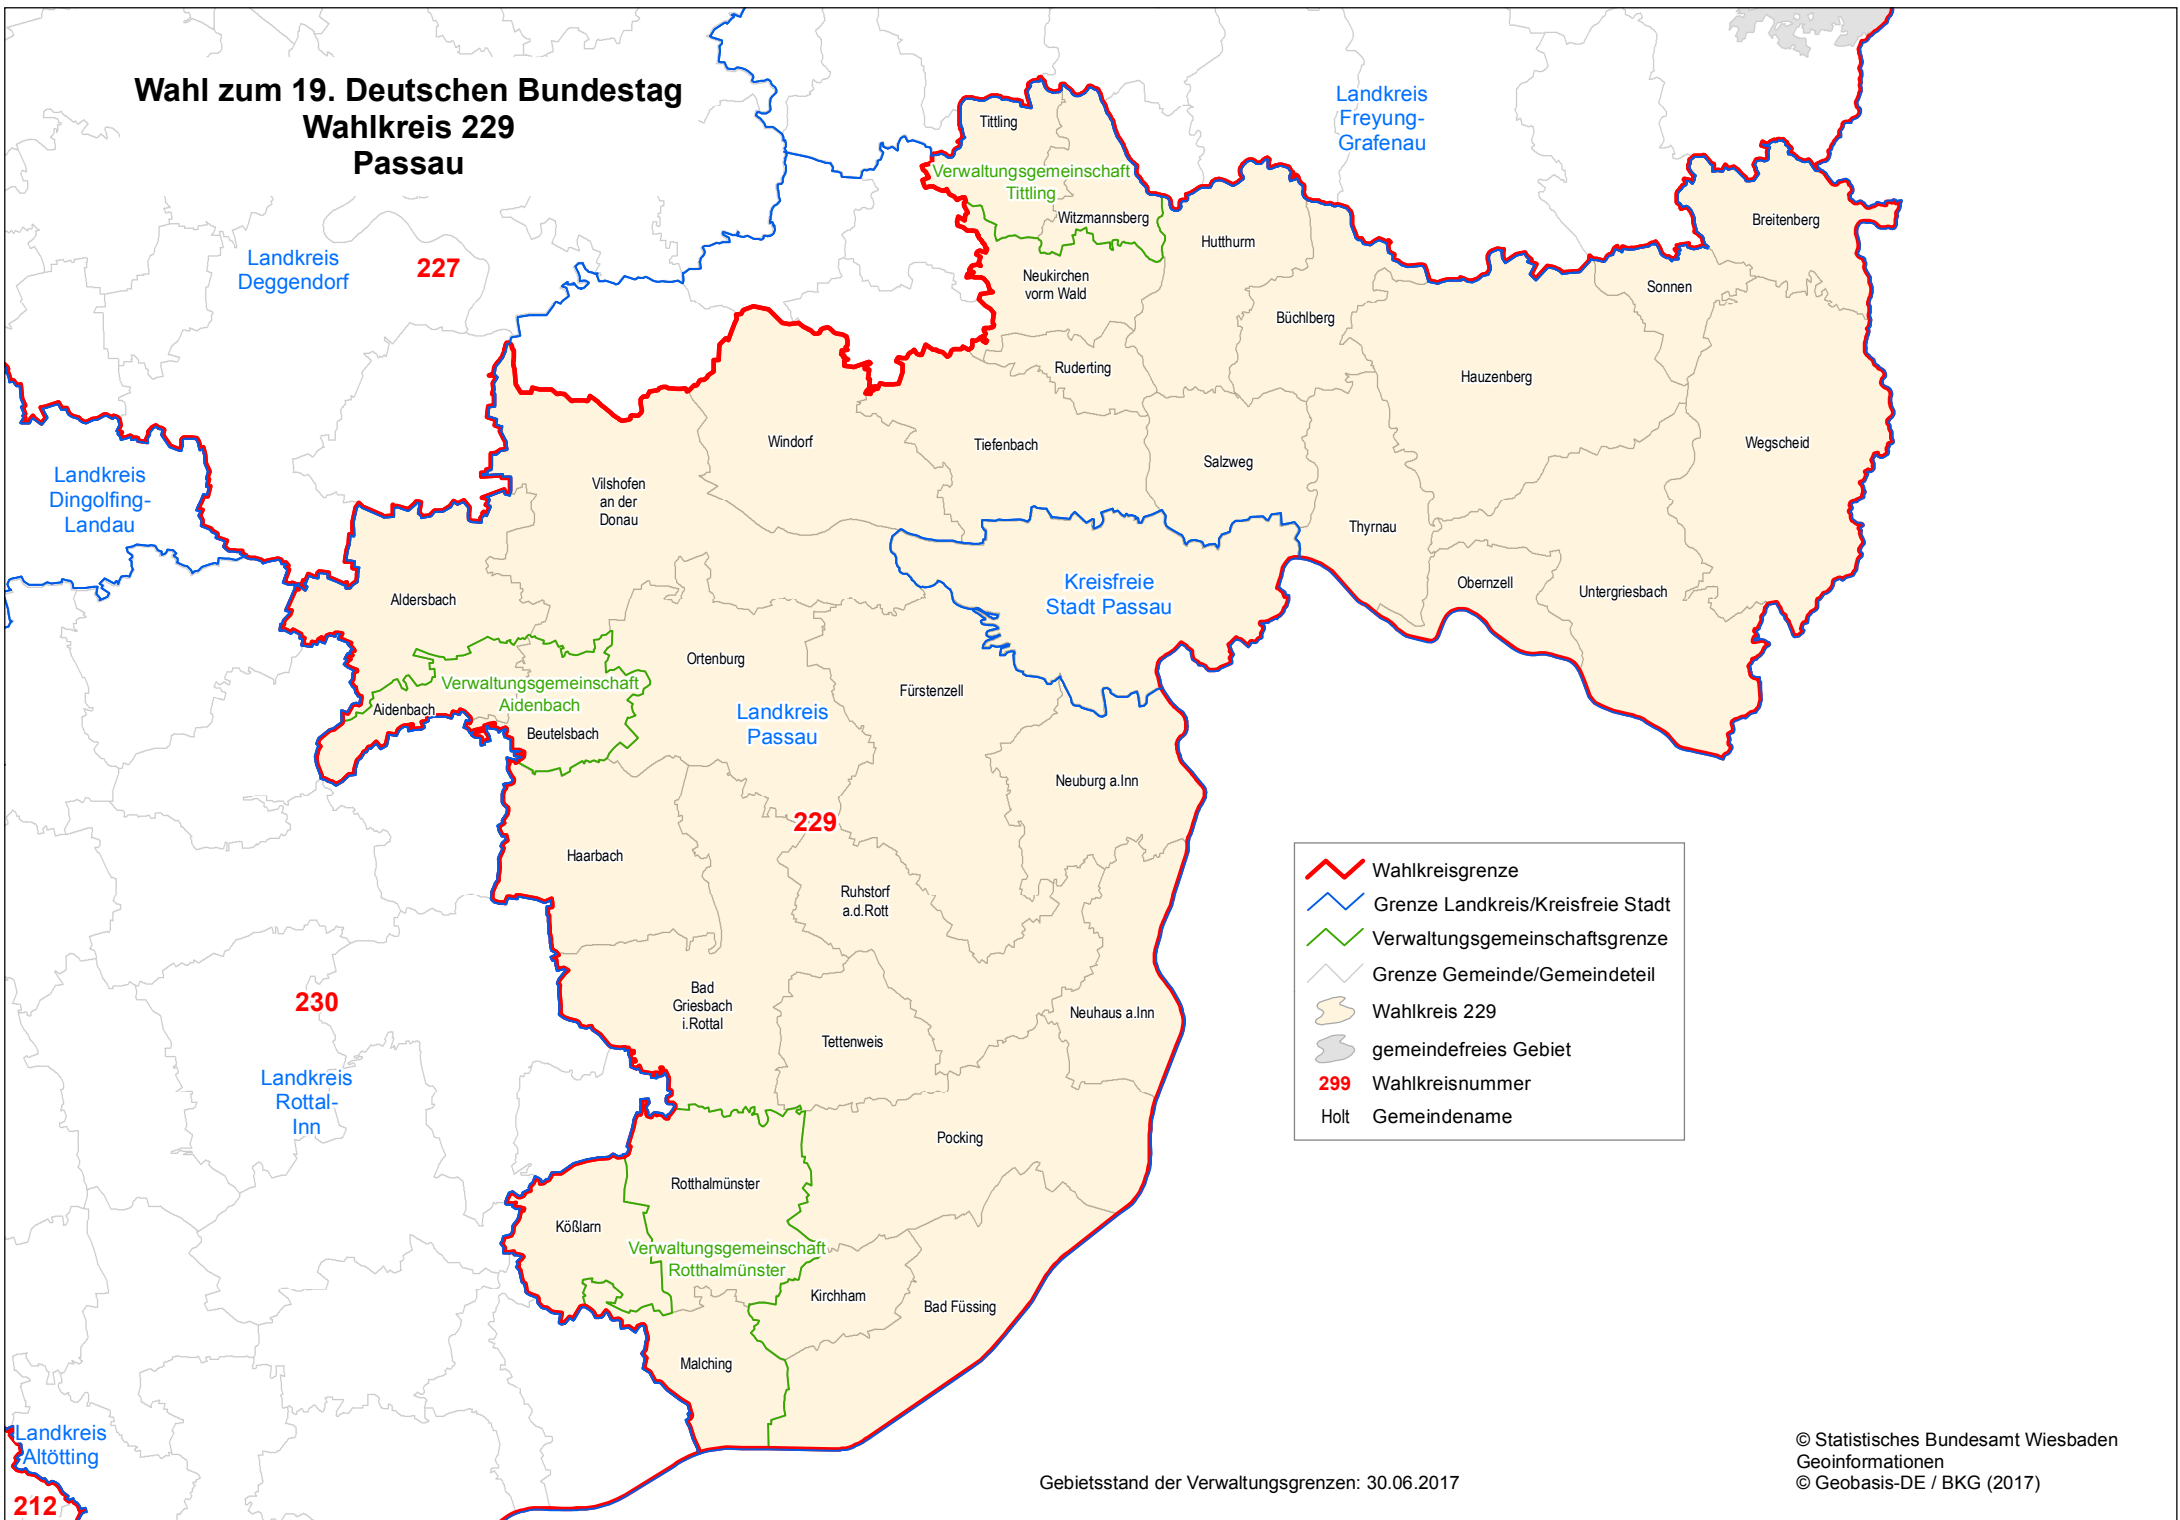 Wahl zum 19. Deutschen Bundestag
Wahlkreis 229
Passau
Landkreis
Freyung-
Grafenau
Tittling
Verwaltungsgemeinschaft
Tittling
Witzmannsberg
Breitenberg
Hutthurm
Landkreis
Deggendorf
227
Neukirchen
vorm Wald
Sonnen
Büchlberg
Ruderting
Hauzenberg
Windorf
Tiefenbach
Salzweg
Wegscheid
Landkreis
Dingolfing-
Landau
Vilshofen
an der
Donau
Thyrnau
Kreisfreie
Stadt Passau
Obernzell
Untergriesbach
Aldersbach
Ortenburg
Fürstenzell
Verwaltungsgemeinschaft
Aidenbach
Aidenbach
Beutelsbach
Landkreis
Passau
Neuburg a.Inn
229
Haarbach
Ruhstorf
a.d.Rott
230
Bad
Griesbach
i.Rottal
Tettenweis
Neuhaus a.Inn
Landkreis
Rottal-
Inn
Pocking
Rotthalmünster
Kößlarn
Verwaltungsgemeinschaft
Rotthalmünster
Kirchham
Bad Füssing
Malching
Landkreis
Altötting
212
Wahlkreisgrenze
Grenze Landkreis/Kreisfreie Stadt
Verwaltungsgemeinschaftsgrenze
Grenze Gemeinde/Gemeindeteil
Wahlkreis 229
gemeindefreies Gebiet
299 Wahlkreisnummer
Holt Gemeindename
Gebietsstand der Verwaltungsgrenzen: 30.06.2017
© Statistisches Bundesamt Wiesbaden
Geoinformationen
© Geobasis-DE / BKG (2017)